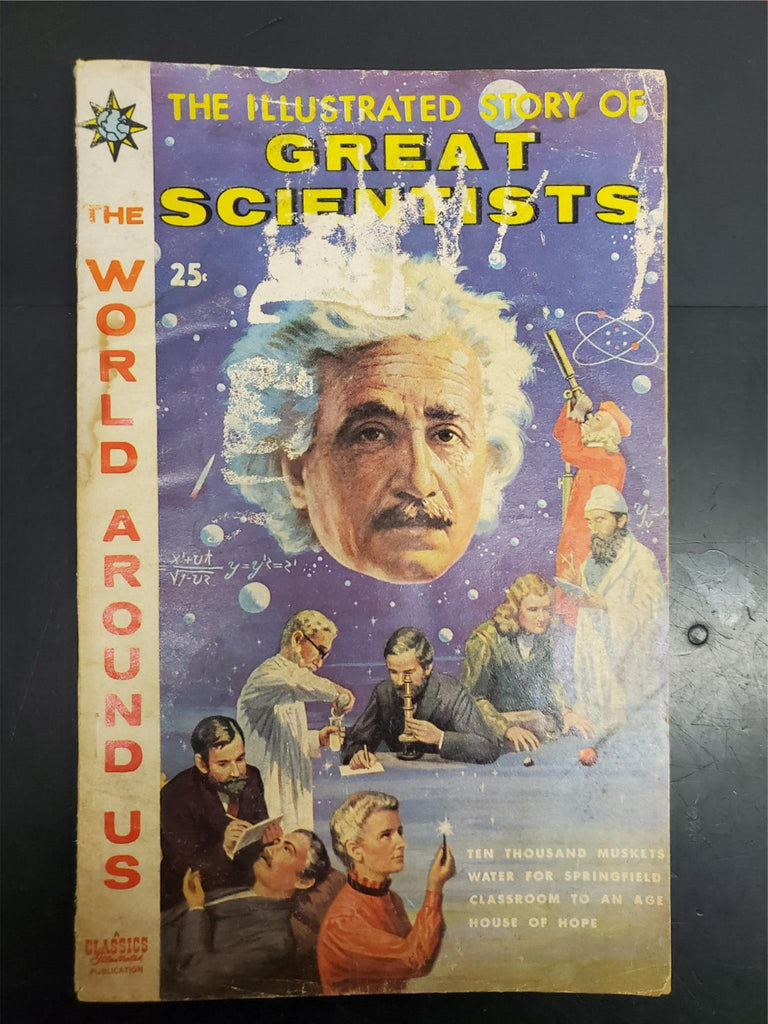 THE ILLUSTRATED STORY OF
GREAT
SCIENTISTS
25¢
THE
WORLD
AROUND
US
TEN THOUSAND MUSKETS
WATER FOR SPRINGFIELD
CLASSROOM TO AN AGE
HOUSE OF HOPE
A
CLASSICS
Illustrated
PUBLICATION